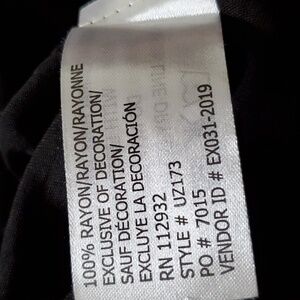 100% RAYON/RAYON/RAYONNE
EXCLUSIVE OF DECORATION/
SAUF DÉCORATION/
EXCLUYE LA DECORACIÓN
RN 112932
STYLE # UZ173
PO # 7015
VENDOR ID # EX031-2019